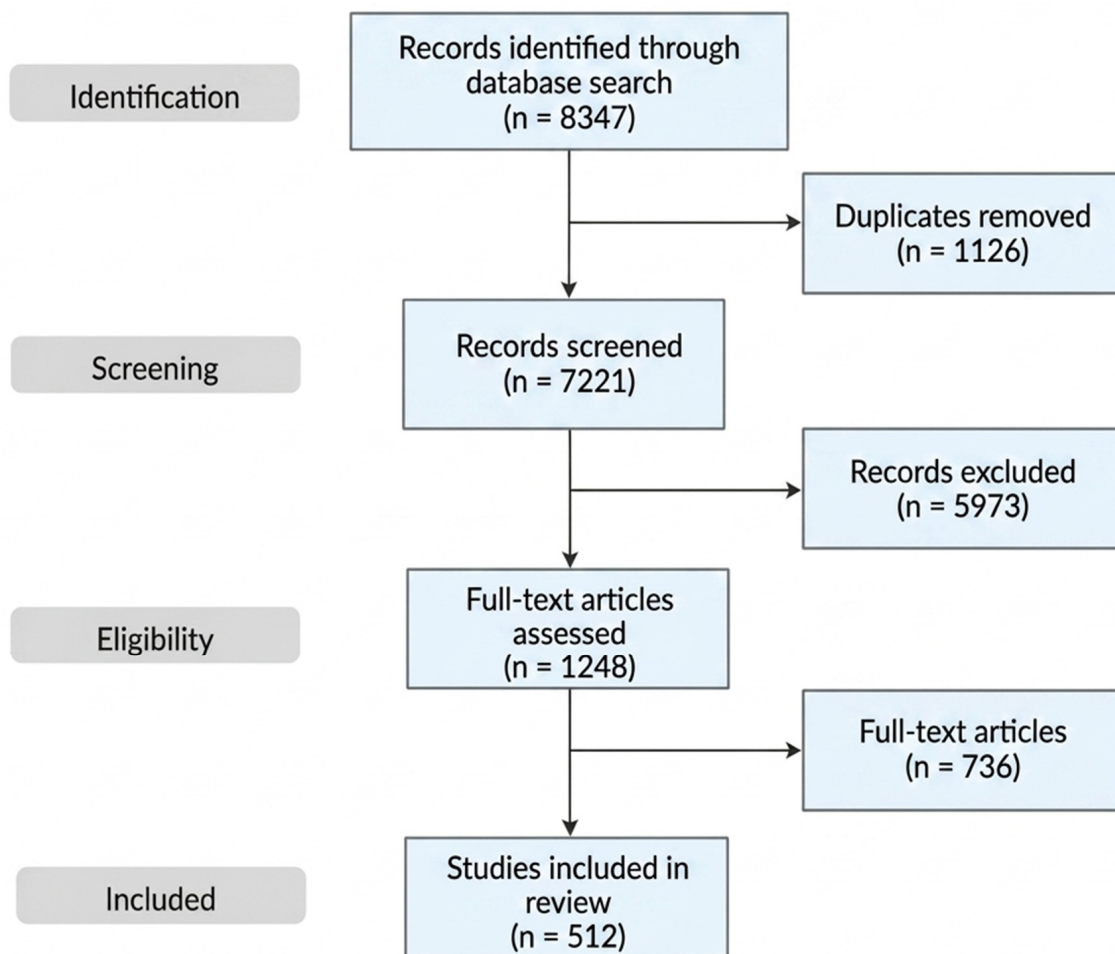 Identification
Records identified through
database search
(n = 8347)
Duplicates removed
(n = 1126)
Screening
Records screened
(n = 7221)
Records excluded
(n = 5973)
Eligibility
Full-text articles
assessed
(n = 1248)
Full-text articles
(n = 736)
Included
Studies included in
review
(n = 512)